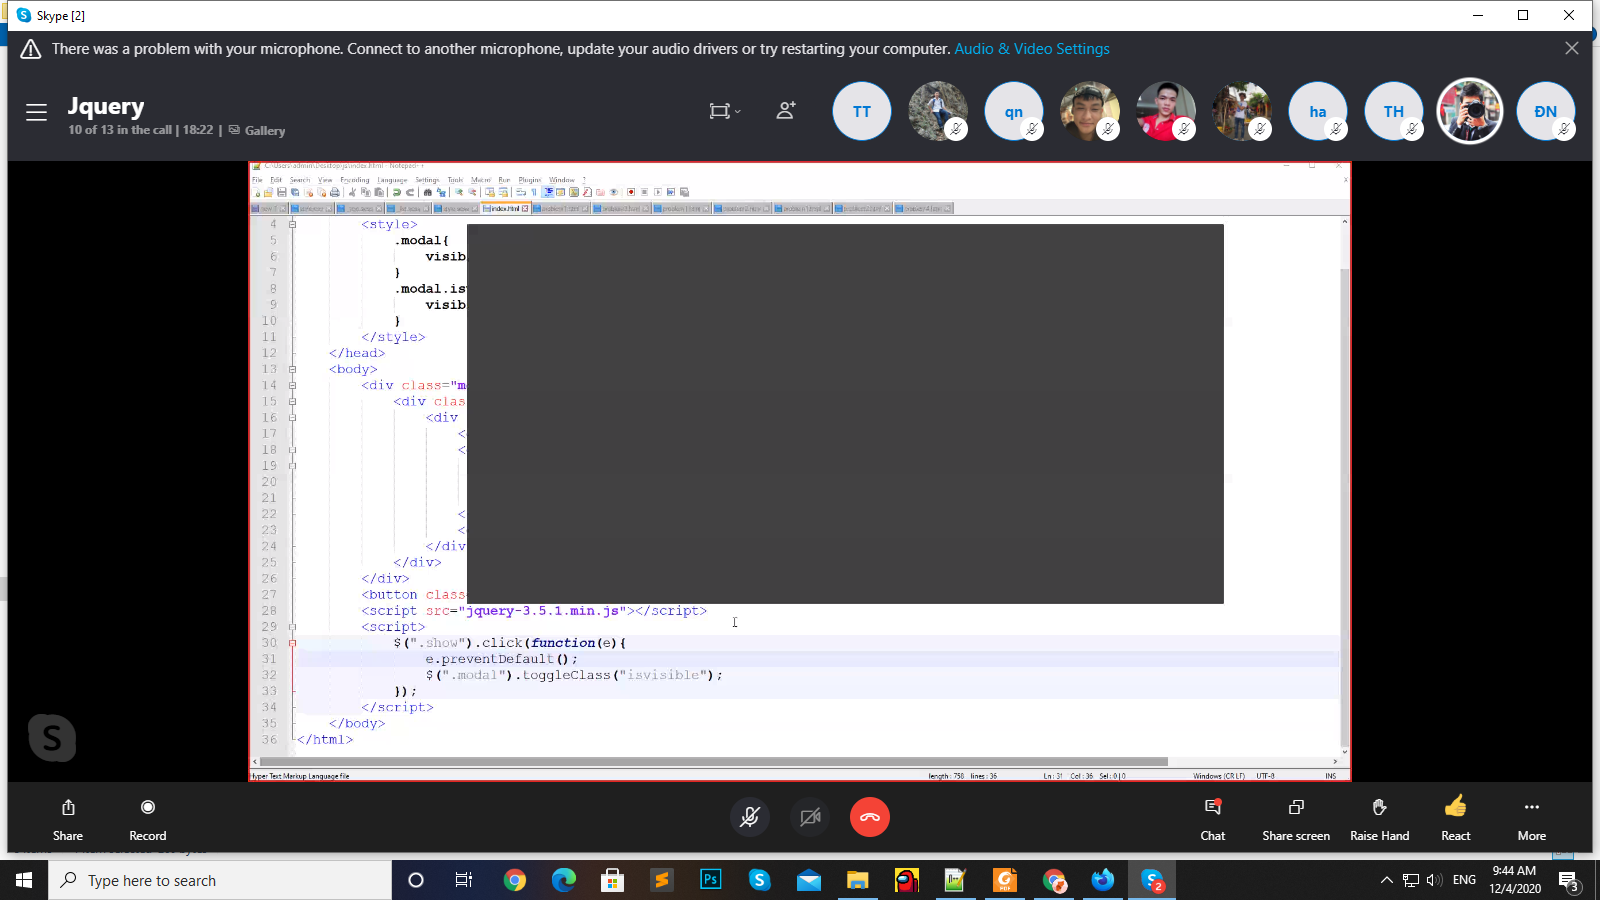 Skype [2]
There was a problem with your microphone. Connect to another microphone, update your audio drivers or try restarting your computer. Audio & Video Settings
Jquery
10 of 13 in the call | 18:22 | Gallery
TT
qn
ha
TH
ĐN
C:\Users\admin\Desktop\js\index.html - Notepad++
File Edit Search View Encoding Language Settings Tools Macro Run Plugins Window ?
index.html
4 <style>
5 .modal{
6 visib
7 }
8 .modal.is
9 visib
10 }
11 </style>
12 </head>
13 <body>
14 <div class="m
15 <div clas
16 <div
17 <
18 <
19
20
21
22 <
23 <
24 </div
25 </div>
26 </div>
27 <button class
28 <script src="jquery-3.5.1.min.js"></script>
29 <script>
30 $(".show").click(function(e){
31 e.preventDefault();
32 $(".modal").toggleClass("isvisible");
33 });
34 </script>
35 </body>
36 </html>
Hyper Text Markup Language file length : 758 lines : 36 Ln : 31 Col : 36 Sel : 0 | 0 Windows (CR LF) UTF-8 INS
Share
Record
Chat
Share screen
Raise Hand
React
More
Type here to search
Ps
2
ENG
9:44 AM
12/4/2020
3